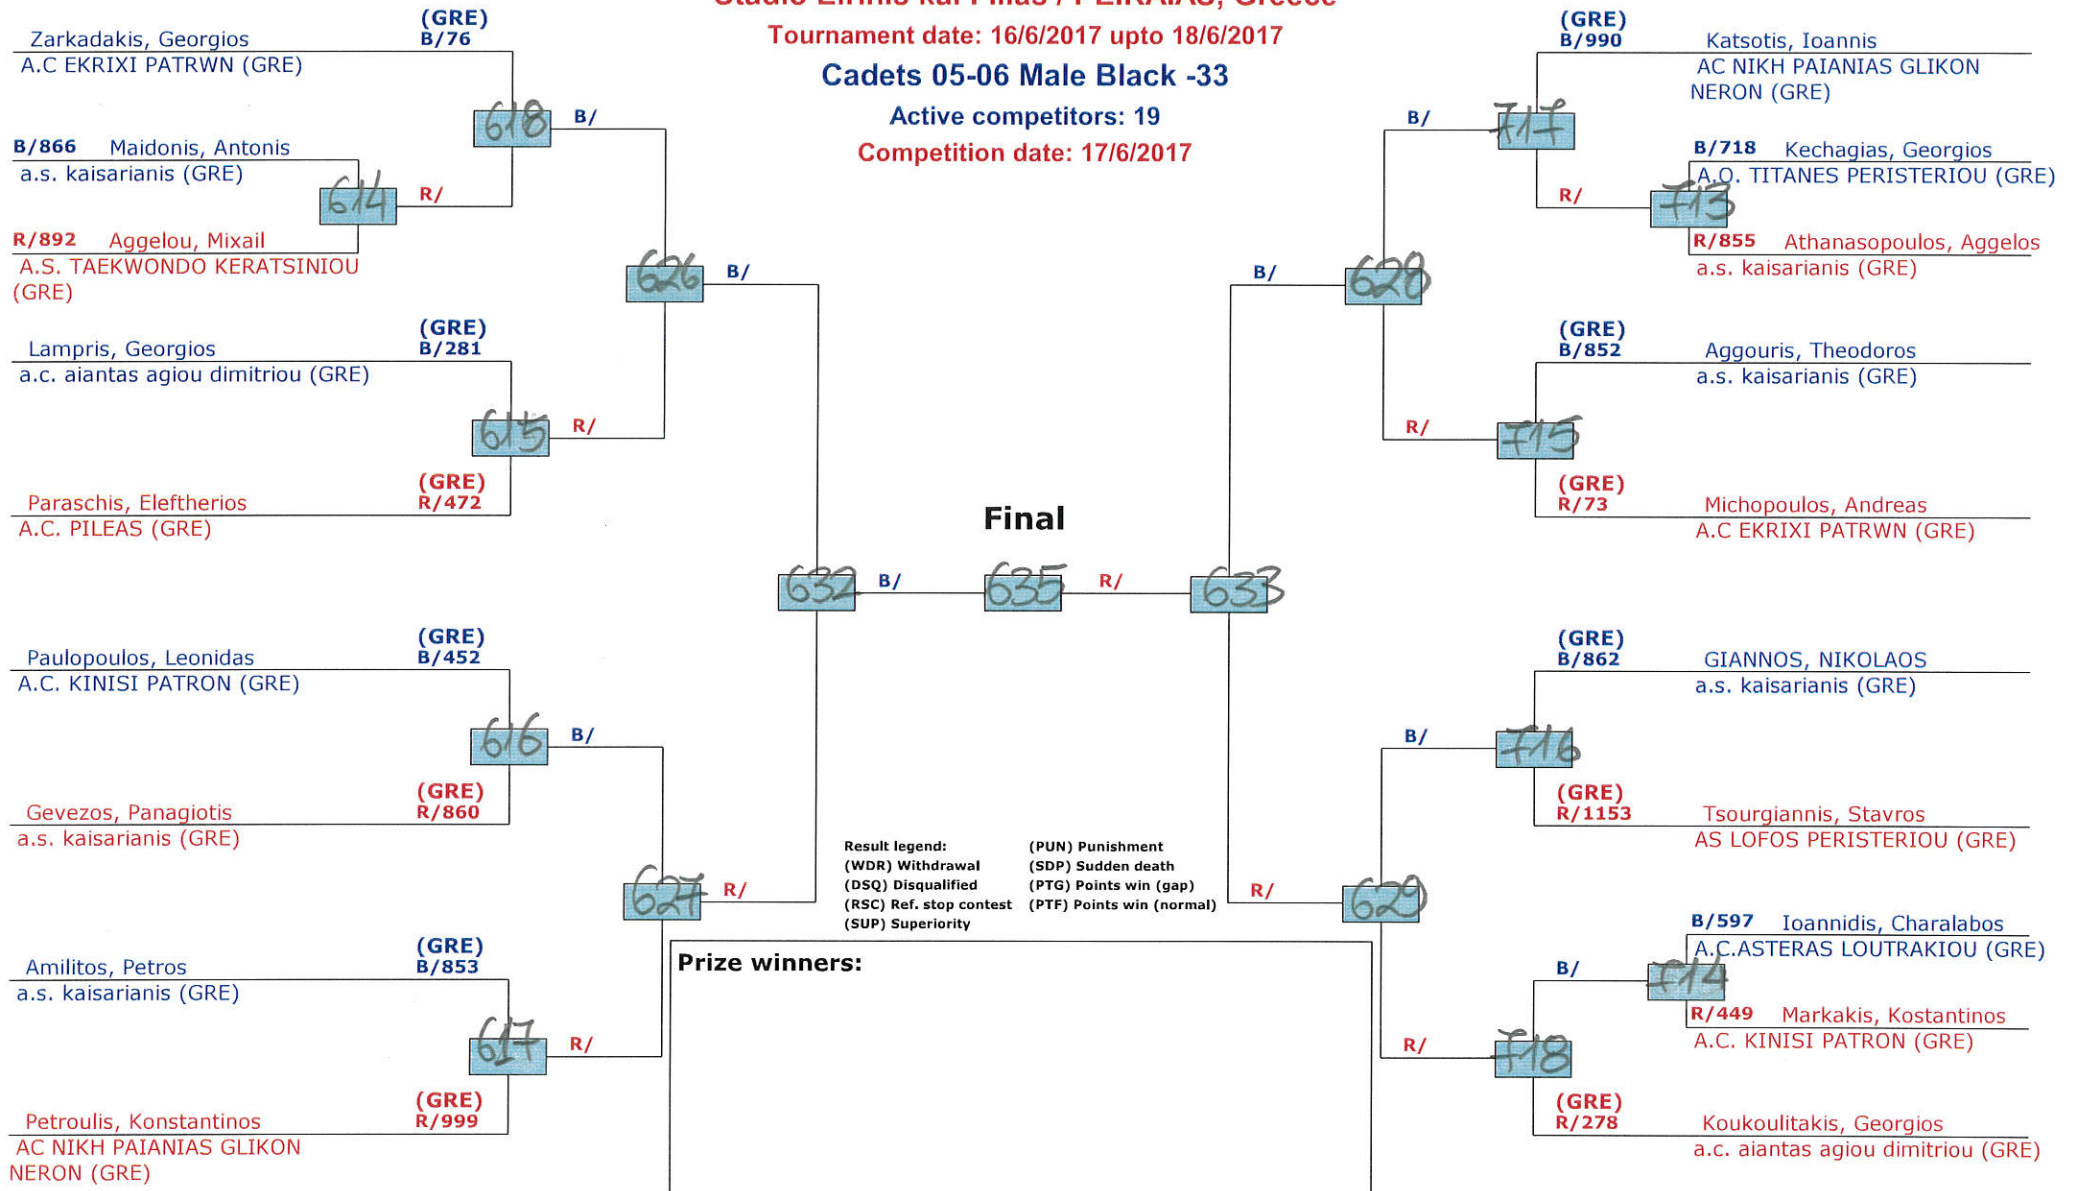 Tournament date: 16/6/2017 upto 18/6/2017
Cadets 05-06 Male Black -33
Active competitors: 19
Competition date: 17/6/2017
(GRE)
Zarkadakis, Georgios B/76
A.C EKRIXI PATRWN (GRE)
618 B/
B/866 Maidonis, Antonis
a.s. kaisarianis (GRE)
614 R/
R/892 Aggelou, Mixail
A.S. TAEKWONDO KERATSINIOU
(GRE)
626 B/
(GRE)
Lampris, Georgios B/281
a.c. aiantas agiou dimitriou (GRE)
615 R/
(GRE)
Paraschis, Eleftherios R/472
A.C. PILEAS (GRE)
632 B/
(GRE)
Paulopoulos, Leonidas B/452
A.C. KINISI PATRON (GRE)
616 B/
(GRE)
Gevezos, Panagiotis R/860
a.s. kaisarianis (GRE)
627 R/
(GRE)
Amilitos, Petros B/853
a.s. kaisarianis (GRE)
617 R/
(GRE)
Petroulis, Konstantinos R/999
AC NIKH PAIANIAS GLIKON
NERON (GRE)
Final
635
R/ 633
(GRE)
B/990 Katsotis, Ioannis
AC NIKH PAIANIAS GLIKON
NERON (GRE)
B/ 717
B/718 Kechagias, Georgios
A.O. TITANES PERISTERIOU (GRE)
R/ 713
R/855 Athanasopoulos, Aggelos
a.s. kaisarianis (GRE)
B/ 628
(GRE)
B/852 Aggouris, Theodoros
a.s. kaisarianis (GRE)
R/ 715
(GRE)
R/73 Michopoulos, Andreas
A.C EKRIXI PATRWN (GRE)
(GRE)
B/862 GIANNOS, NIKOLAOS
a.s. kaisarianis (GRE)
B/ 716
(GRE)
R/1153 Tsourgiannis, Stavros
AS LOFOS PERISTERIOU (GRE)
R/ 629
B/597 Ioannidis, Charalabos
A.C.ASTERAS LOUTRAKIOU (GRE)
B/ 714
R/449 Markakis, Kostantinos
A.C. KINISI PATRON (GRE)
R/ 718
(GRE)
R/278 Koukoulitakis, Georgios
a.c. aiantas agiou dimitriou (GRE)
Result legend: (PUN) Punishment
(WDR) Withdrawal (SDP) Sudden death
(DSQ) Disqualified (PTG) Points win (gap)
(RSC) Ref. stop contest (PTF) Points win (normal)
(SUP) Superiority
Prize winners: